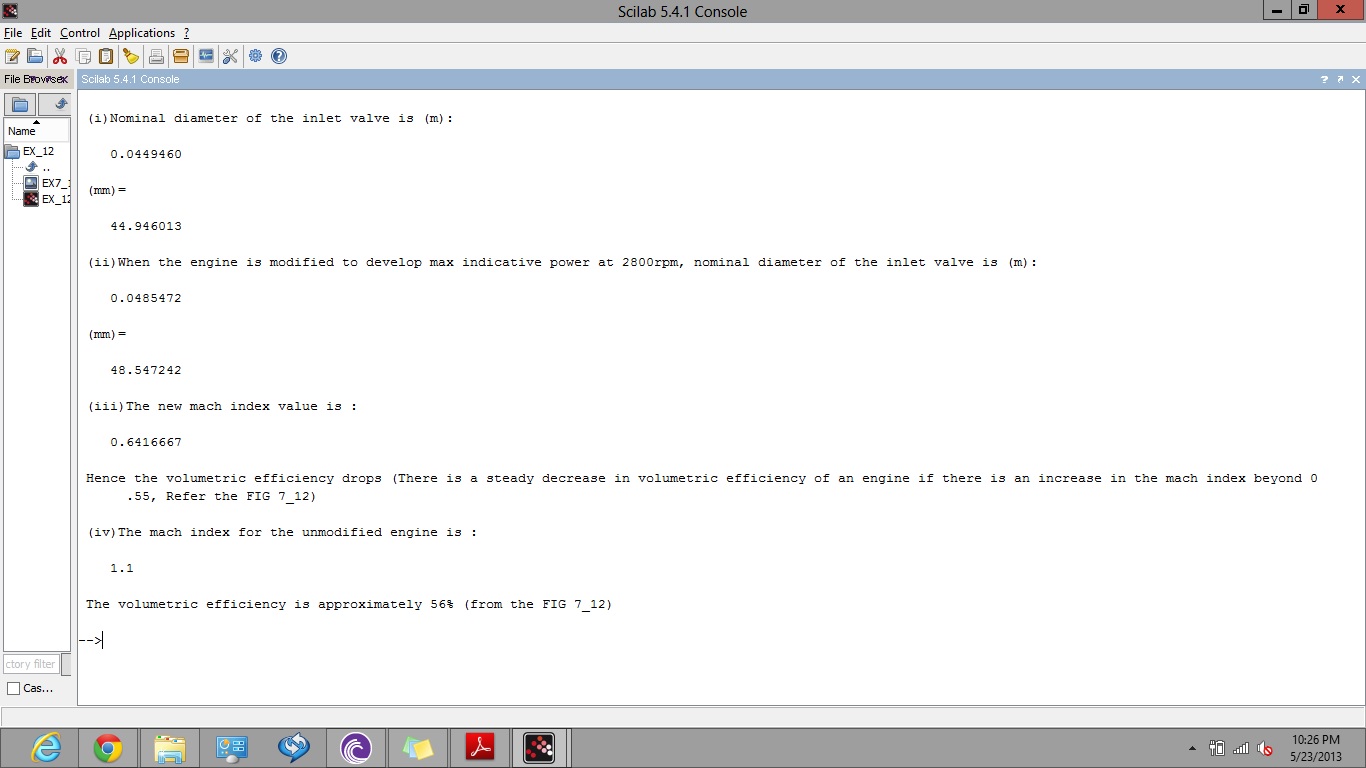 Scilab 5.4.1 Console
File Edit Control Applications ?
File Browser
Scilab 5.4.1 Console
Name
EX_12
..
EX7_1
EX_12
(i)Nominal diameter of the inlet valve is (m):
0.0449460
(mm)=
44.946013
(ii)When the engine is modified to develop max indicative power at 2800rpm, nominal diameter of the inlet valve is (m):
0.0485472
(mm)=
48.547242
(iii)The new mach index value is :
0.6416667
Hence the volumetric efficiency drops (There is a steady decrease in volumetric efficiency of an engine if there is an increase in the mach index beyond 0
.55, Refer the FIG 7_12)
(iv)The mach index for the unmodified engine is :
1.1
The volumetric efficiency is approximately 56% (from the FIG 7_12)
-->
ctory filter
Cas...
10:26 PM
5/23/2013